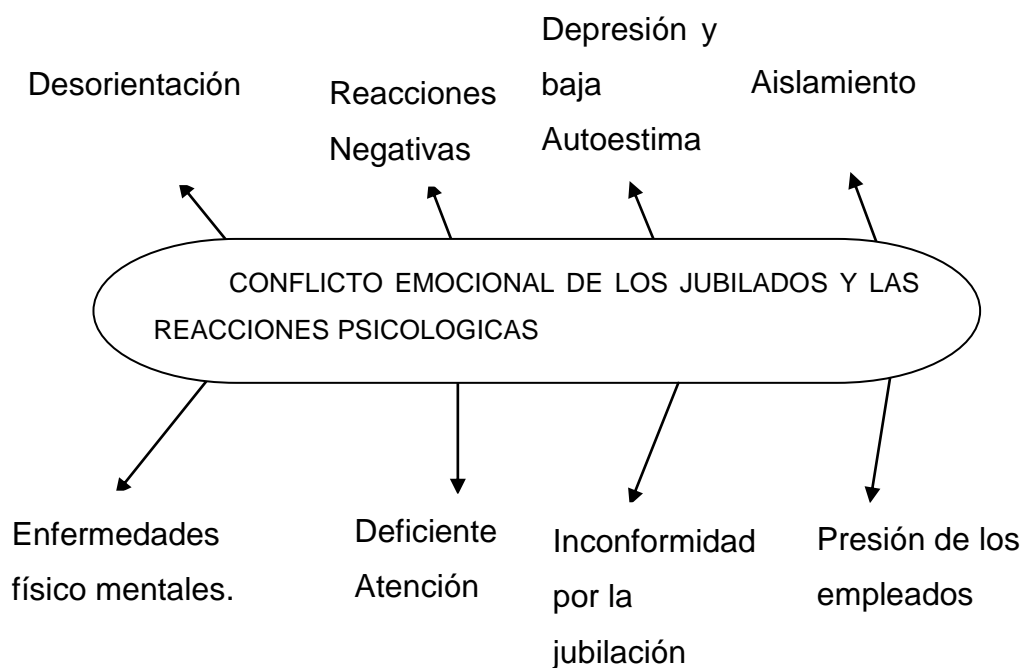 Desorientación
Reacciones
Negativas
Depresión y
baja
Autoestima
Aislamiento
CONFLICTO EMOCIONAL DE LOS JUBILADOS Y LAS
REACCIONES PSICOLOGICAS
Enfermedades
físico mentales.
Deficiente
Atención
Inconformidad
por la
jubilación
Presión de los
empleados